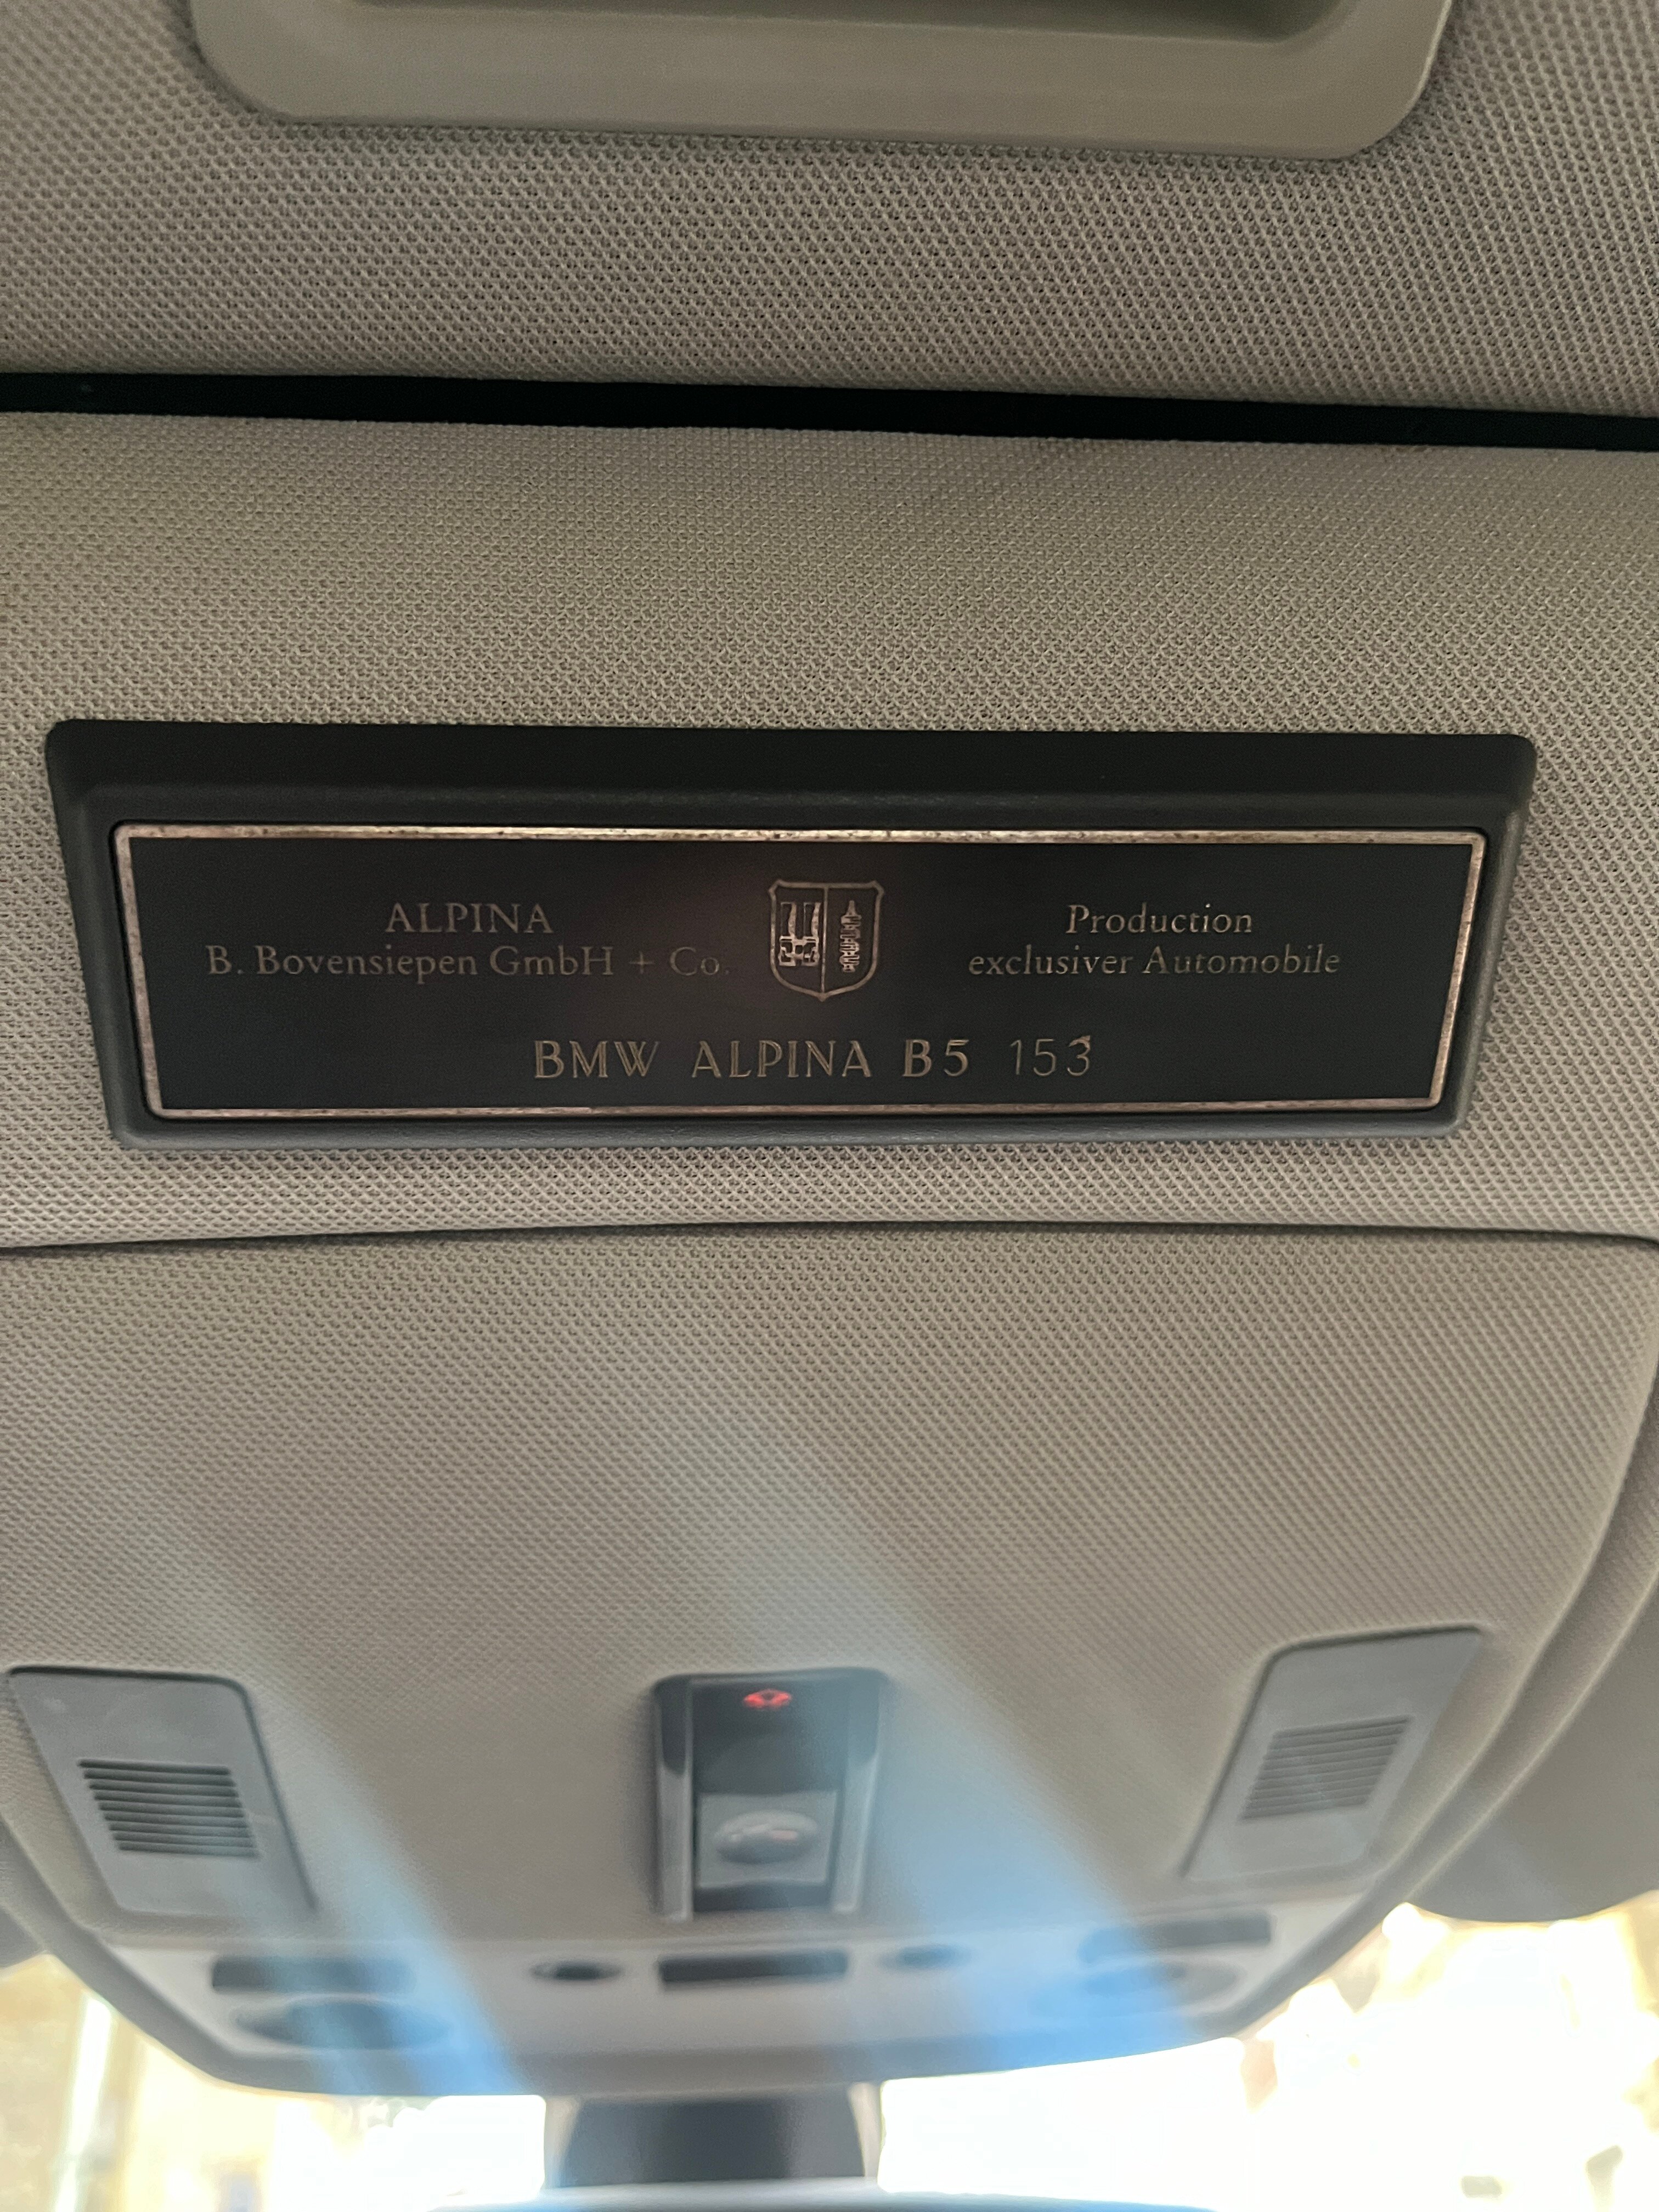 ALPINA
B. Bovensiepen GmbH + Co.
Production
exclusiver Automobile
BMW ALPINA B5 153